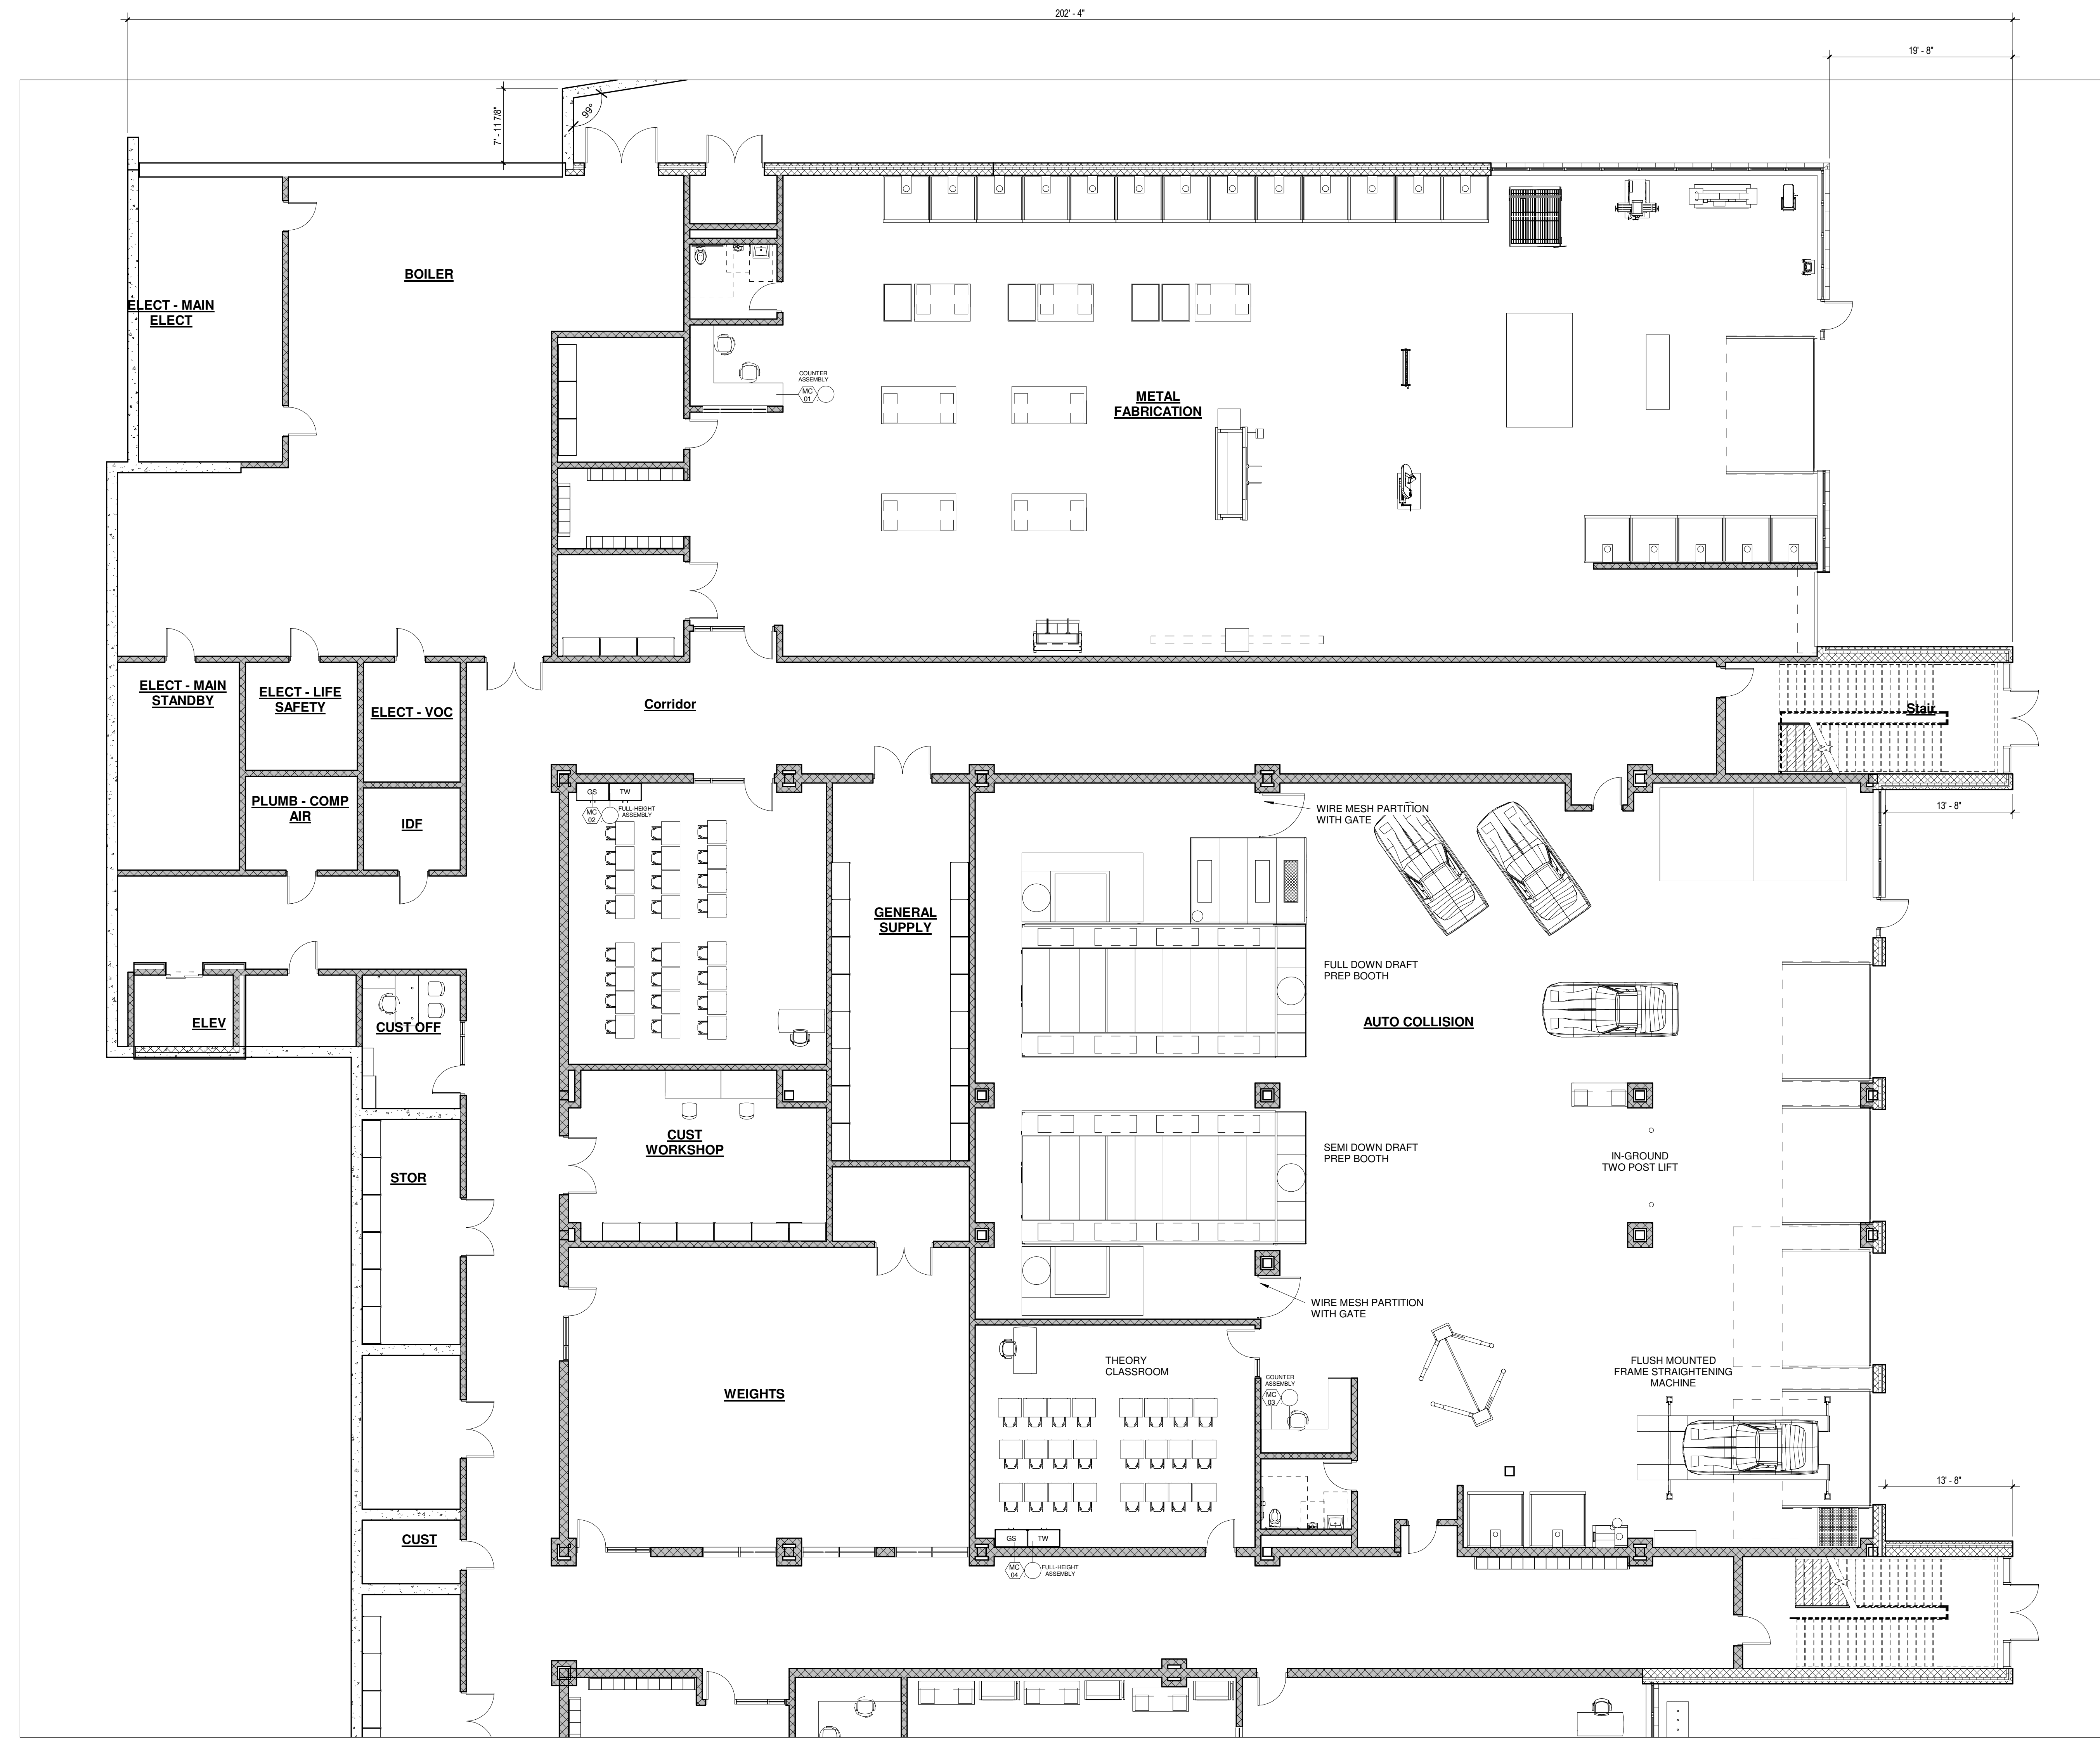 202' - 4"
19' - 8"
7' - 11 7/8"
99°
BOILER
ELECT - MAIN
ELECT
COUNTER
ASSEMBLY
MC
01
METAL
FABRICATION
ELECT - MAIN
STANDBY
ELECT - LIFE
SAFETY
ELECT - VOC
Corridor
Stair
PLUMB - COMP
AIR
IDF
GS
TW
MC
02
FULL-HEIGHT
ASSEMBLY
WIRE MESH PARTITION
WITH GATE
13' - 8"
GENERAL
SUPPLY
FULL DOWN DRAFT
PREP BOOTH
AUTO COLLISION
ELEV
CUST OFF
CUST
WORKSHOP
SEMI DOWN DRAFT
PREP BOOTH
IN-GROUND
TWO POST LIFT
STOR
WIRE MESH PARTITION
WITH GATE
THEORY
CLASSROOM
COUNTER
ASSEMBLY
MC
03
FLUSH MOUNTED
FRAME STRAIGHTENING
MACHINE
WEIGHTS
13' - 8"
CUST
GS
TW
MC
04
FULL-HEIGHT
ASSEMBLY